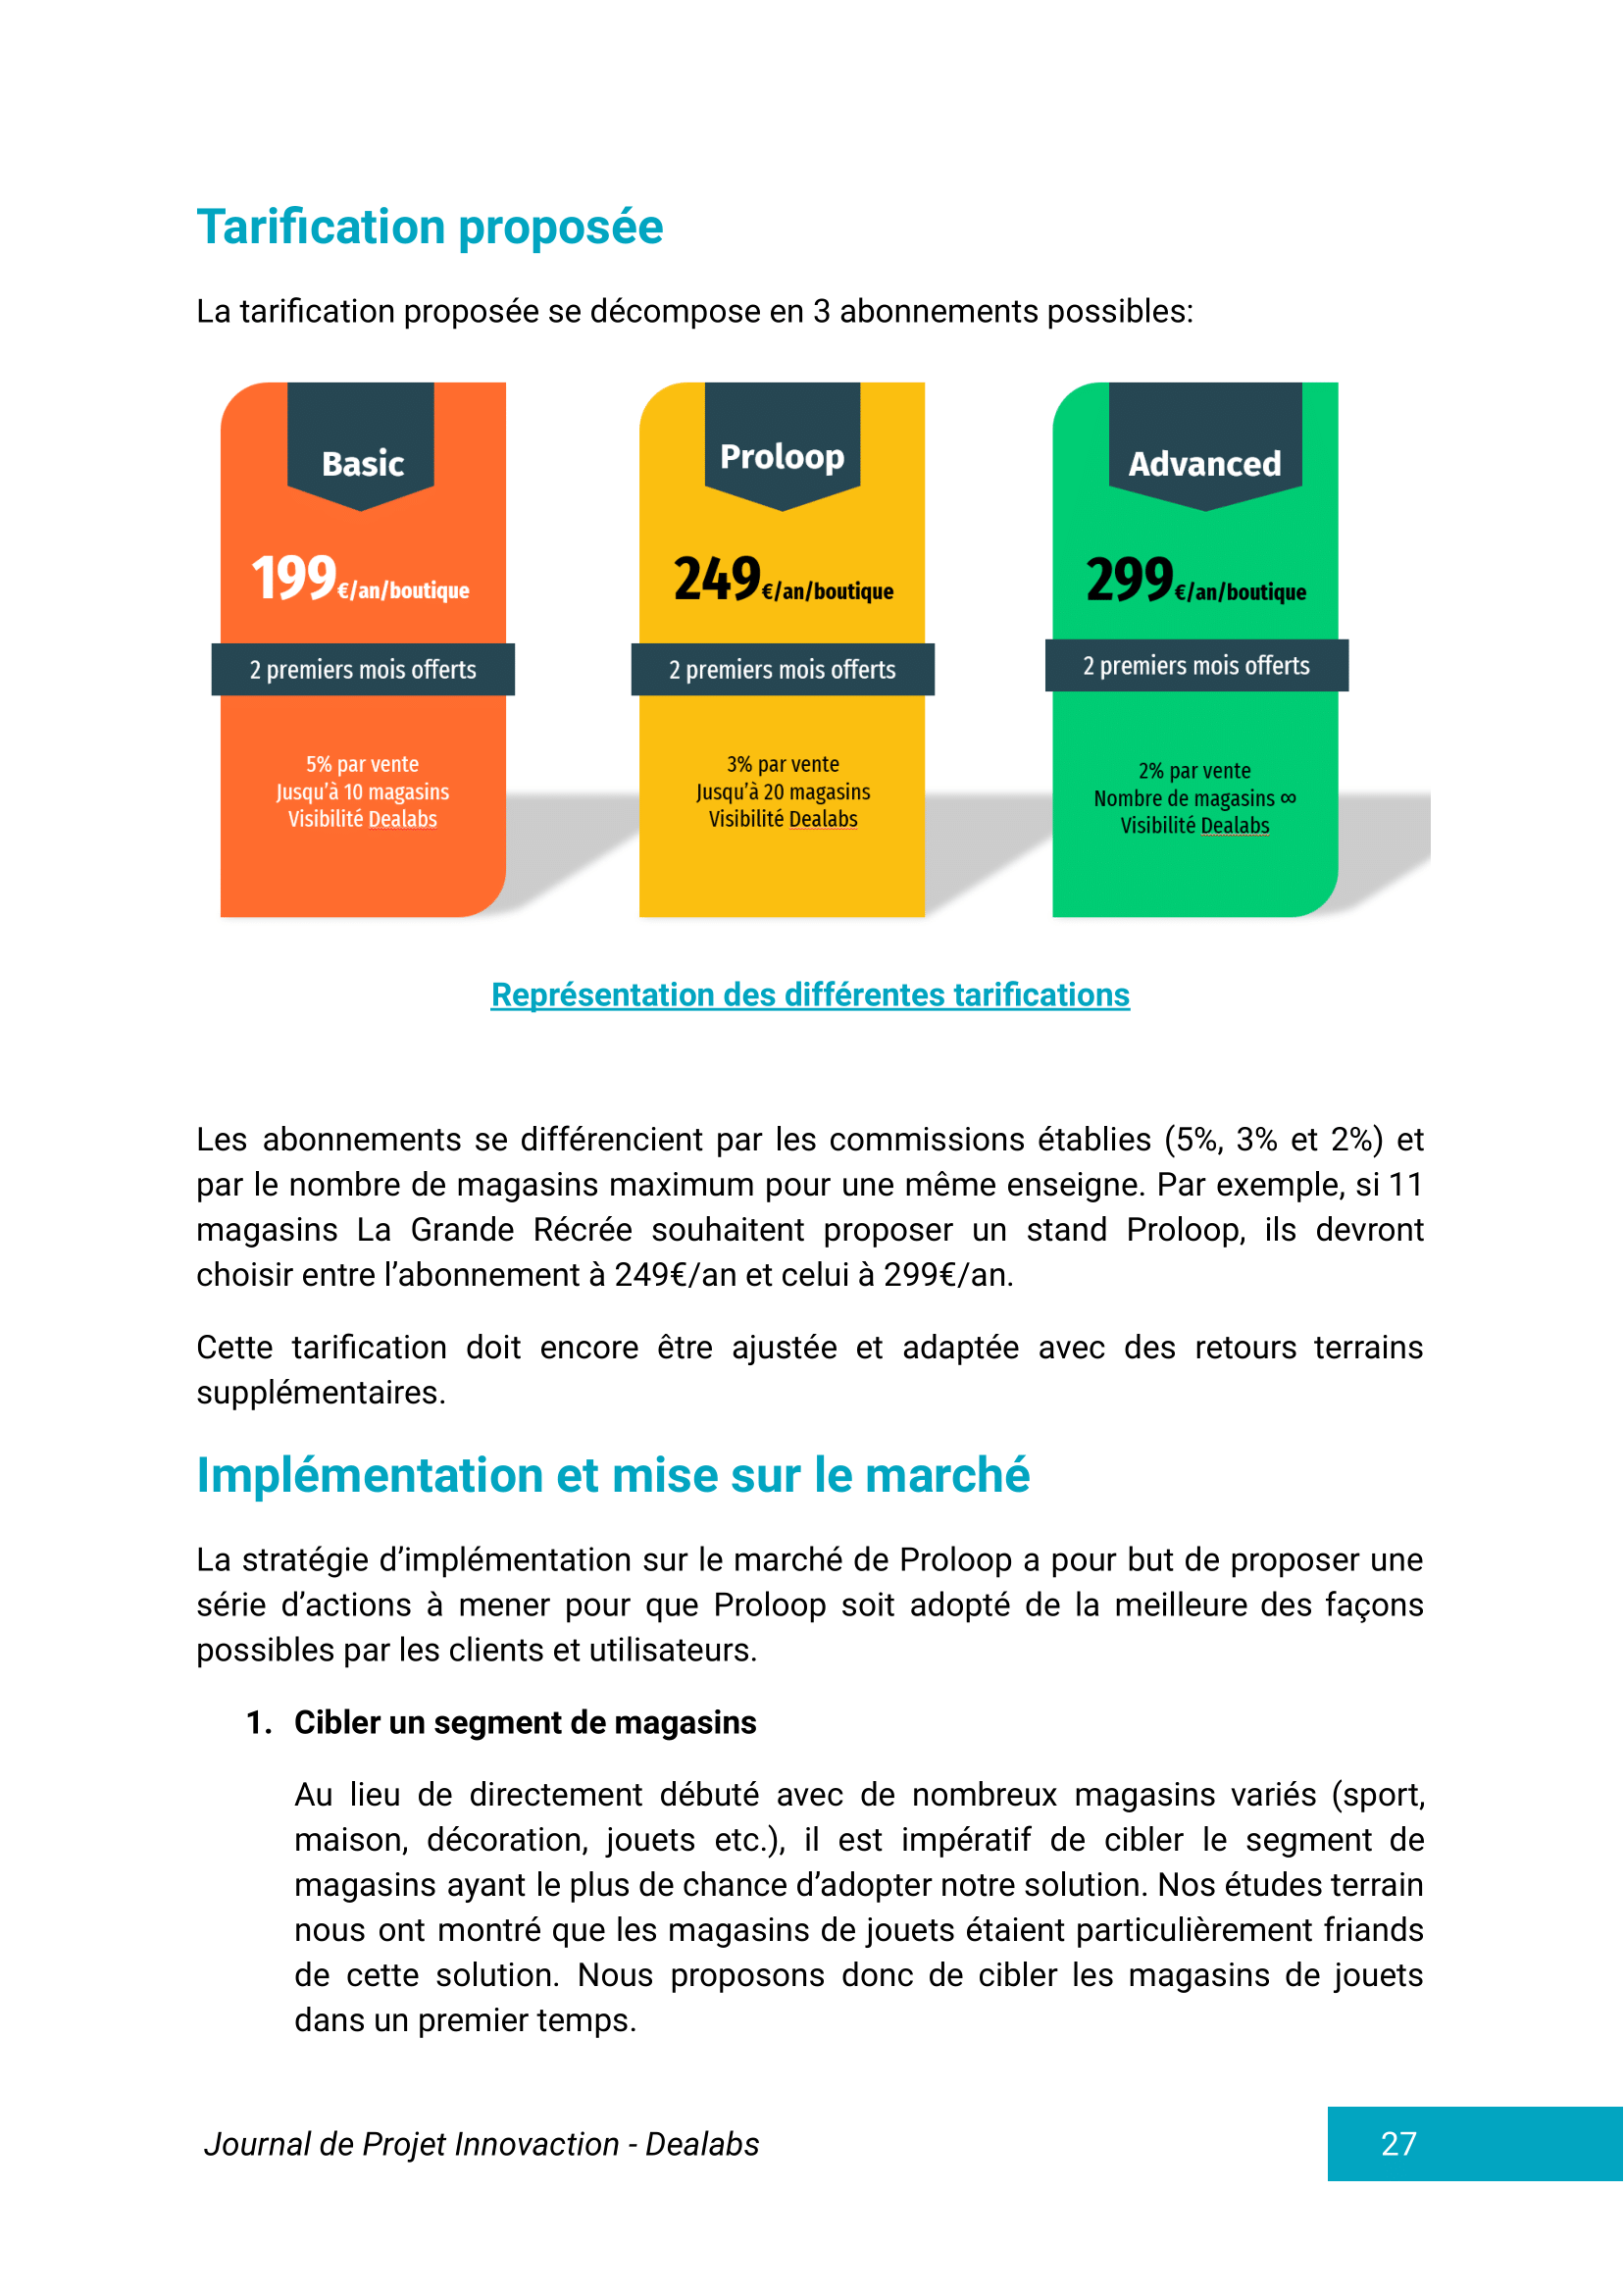 Tarification proposée
La tarification proposée se décompose en 3 abonnements possibles:
Basic
199€/an/boutique
2 premiers mois offerts
5% par vente
Jusqu'à 10 magasins
Visibilité Dealabs
Proloop
249€/an/boutique
2 premiers mois offerts
3% par vente
Jusqu'à 20 magasins
Visibilité Dealabs
Advanced
299€/an/boutique
2 premiers mois offerts
2% par vente
Nombre de magasins ∞
Visibilité Dealabs
Représentation des différentes tarifications
Les abonnements se différencient par les commissions établies (5%, 3% et 2%) et
par le nombre de magasins maximum pour une même enseigne. Par exemple, si 11
magasins La Grande Récrée souhaitent proposer un stand Proloop, ils devront
choisir entre l’abonnement à 249€/an et celui à 299€/an.
Cette tarification doit encore être ajustée et adaptée avec des retours terrains
supplémentaires.
Implémentation et mise sur le marché
La stratégie d’implémentation sur le marché de Proloop a pour but de proposer une
série d’actions à mener pour que Proloop soit adopté de la meilleure des façons
possibles par les clients et utilisateurs.
1. Cibler un segment de magasins
Au lieu de directement débuté avec de nombreux magasins variés (sport,
maison, décoration, jouets etc.), il est impératif de cibler le segment de
magasins ayant le plus de chance d’adopter notre solution. Nos études terrain
nous ont montré que les magasins de jouets étaient particulièrement friands
de cette solution. Nous proposons donc de cibler les magasins de jouets
dans un premier temps.
Journal de Projet Innovaction - Dealabs
27